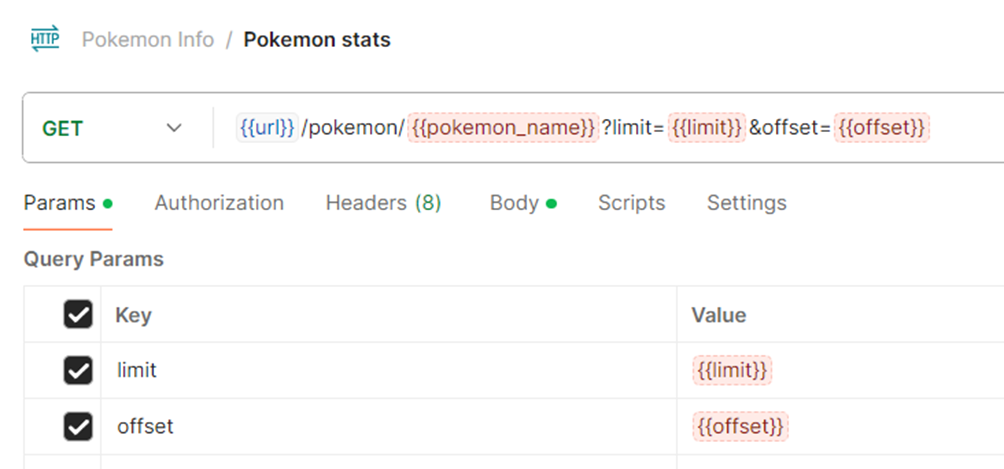 HTTP Pokemon Info / Pokemon stats
GET {{url}}/pokemon/{{pokemon_name}}?limit={{limit}}&offset={{offset}}
Params Authorization Headers (8) Body Scripts Settings
Query Params
Key Value
limit {{limit}}
offset {{offset}}